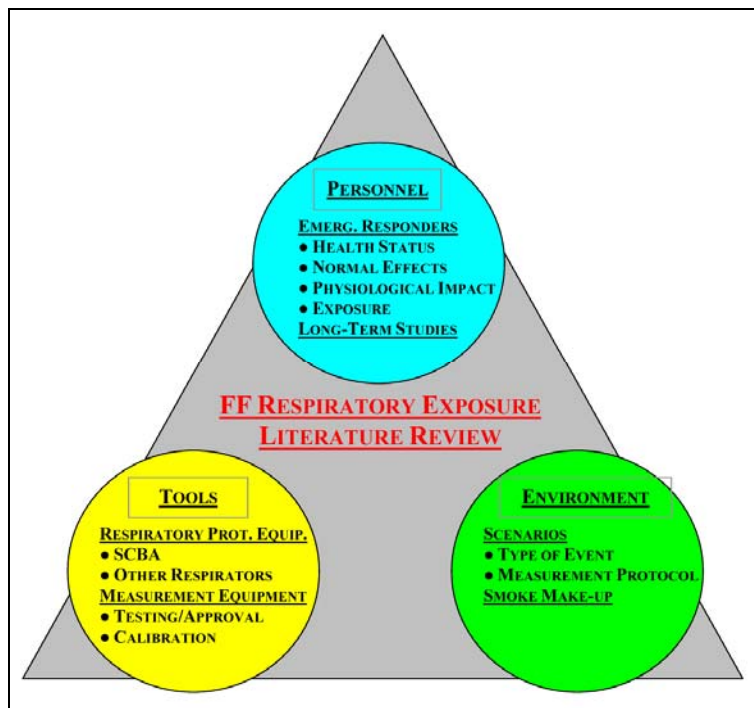 PERSONNEL
EMERG. RESPONDERS
● HEALTH STATUS
● NORMAL EFFECTS
● PHYSIOLOGICAL IMPACT
● EXPOSURE
LONG-TERM STUDIES
FF RESPIRATORY EXPOSURE
LITERATURE REVIEW
TOOLS
RESPIRATORY PROT. EQUIP.
● SCBA
● OTHER RESPIRATORS
MEASUREMENT EQUIPMENT
● TESTING/APPROVAL
● CALIBRATION
ENVIRONMENT
SCENARIOS
● TYPE OF EVENT
● MEASUREMENT PROTOCOL
SMOKE MAKE-UP